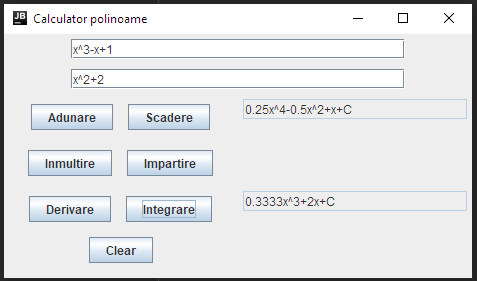 JB
Calculator polinoame
x^3-x+1
x^2+2
Adunare Scadere 0.25x^4-0.5x^2+x+C
Inmultire Impartire
Derivare Integrare 0.3333x^3+2x+C
Clear